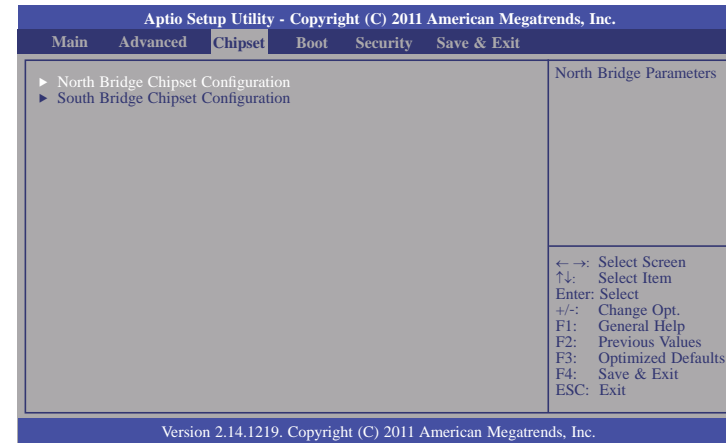 Aptio Setup Utility - Copyright (C) 2011 American Megatrends, Inc.
Main Advanced Chipset Boot Security Save & Exit
► North Bridge Chipset Configuration
► South Bridge Chipset Configuration
North Bridge Parameters
← →: Select Screen
↑↓: Select Item
Enter: Select
+/-: Change Opt.
F1: General Help
F2: Previous Values
F3: Optimized Defaults
F4: Save & Exit
ESC: Exit
Version 2.14.1219. Copyright (C) 2011 American Megatrends, Inc.